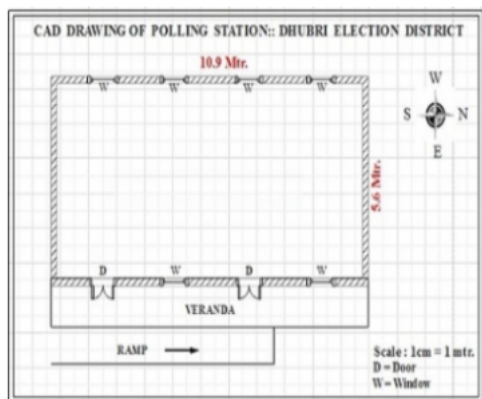 CAD DRAWING OF POLLING STATION:: DHUBRI ELECTION DISTRICT
10.9 Mtr.
W W W W
W
S N
E
5.6 Mtr.
D W D W
VERANDA
RAMP
Scale : 1cm = 1 mtr.
D = Door
W = Window